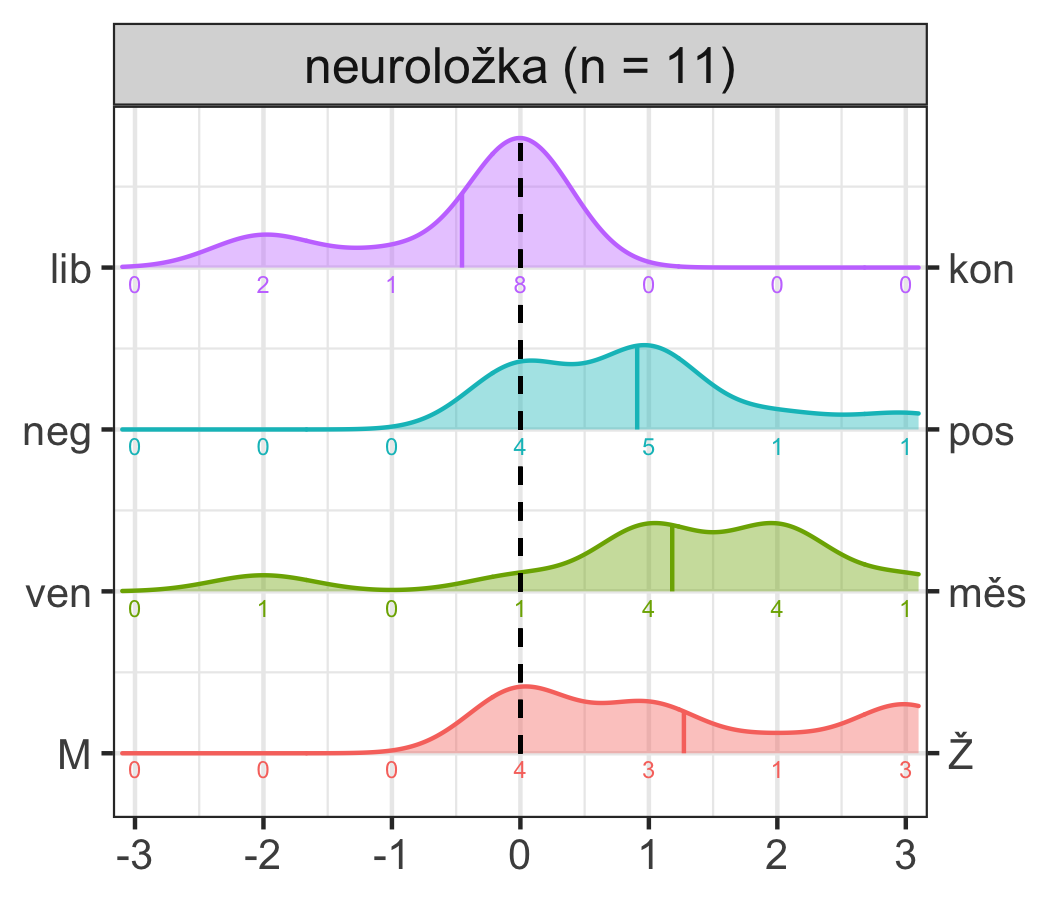 neuroložka (n = 11)
lib kon
0 2 1 8 0 0 0
neg pos
0 0 0 4 5 1 1
ven měs
0 1 0 1 4 4 1
M Ž
0 0 0 4 3 1 3
-3 -2 -1 0 1 2 3